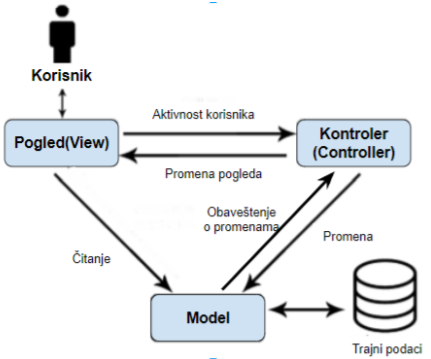 Korisnik
Aktivnost korisnika
Pogled(View)
Kontroler
(Controller)
Promena pogleda
Obaveštenje
o promenama
Promena
Čitanje
Model
Trajni podaci